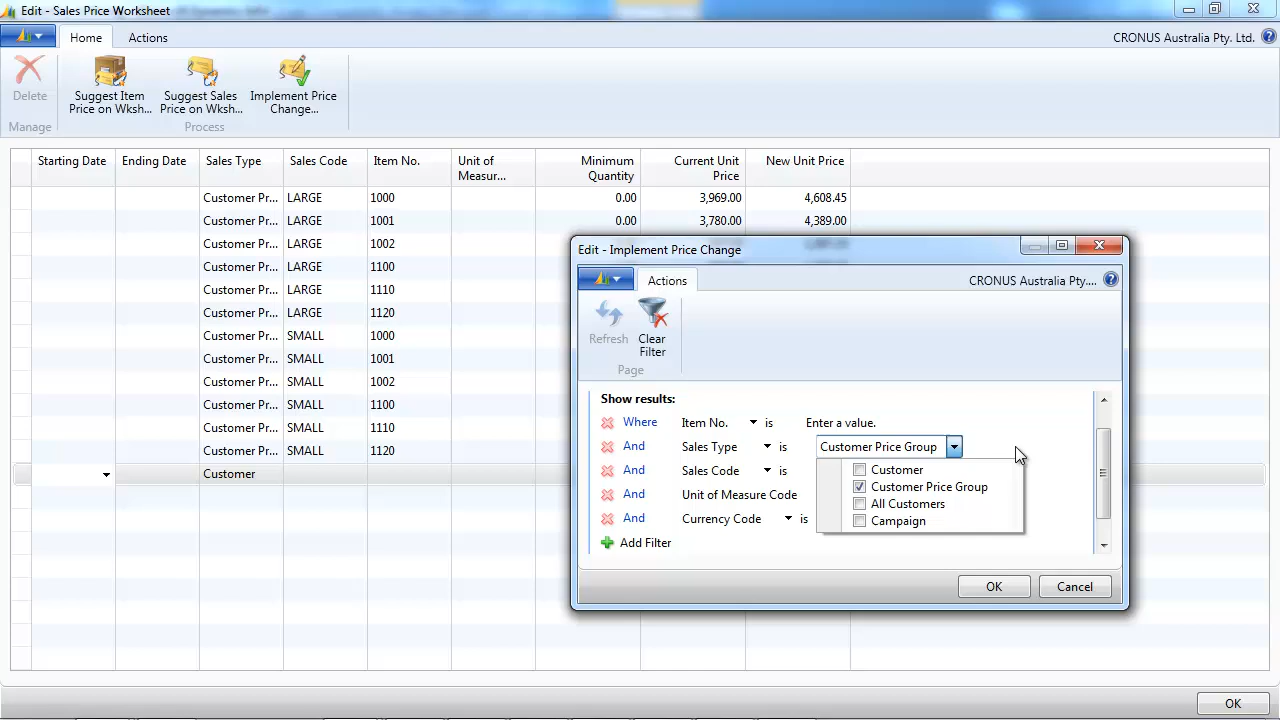 Edit - Sales Price Worksheet
Home
Actions
CRONUS Australia Pty. Ltd.
Delete
Suggest Item
Price on Wksh...
Suggest Sales
Price on Wksh...
Implement Price
Change...
Manage
Process
Starting Date
Ending Date
Sales Type
Sales Code
Item No.
Unit of
Measur...
Minimum
Quantity
Current Unit
Price
New Unit Price
Customer Pr... LARGE 1000 0.00 3,969.00 4,608.45
Customer Pr... LARGE 1001 0.00 3,780.00 4,389.00
Customer Pr... LARGE 1002
Customer Pr... LARGE 1100
Customer Pr... LARGE 1110
Customer Pr... LARGE 1120
Customer Pr... SMALL 1000
Customer Pr... SMALL 1001
Customer Pr... SMALL 1002
Customer Pr... SMALL 1100
Customer Pr... SMALL 1110
Customer Pr... SMALL 1120
Customer
Edit - Implement Price Change
Actions
CRONUS Australia Pty....
Refresh
Clear
Filter
Page
Show results:
Where Item No. is Enter a value.
And Sales Type is Customer Price Group
And Sales Code is
And Unit of Measure Code
And Currency Code is
Add Filter
Customer
Customer Price Group
All Customers
Campaign
OK
Cancel
OK